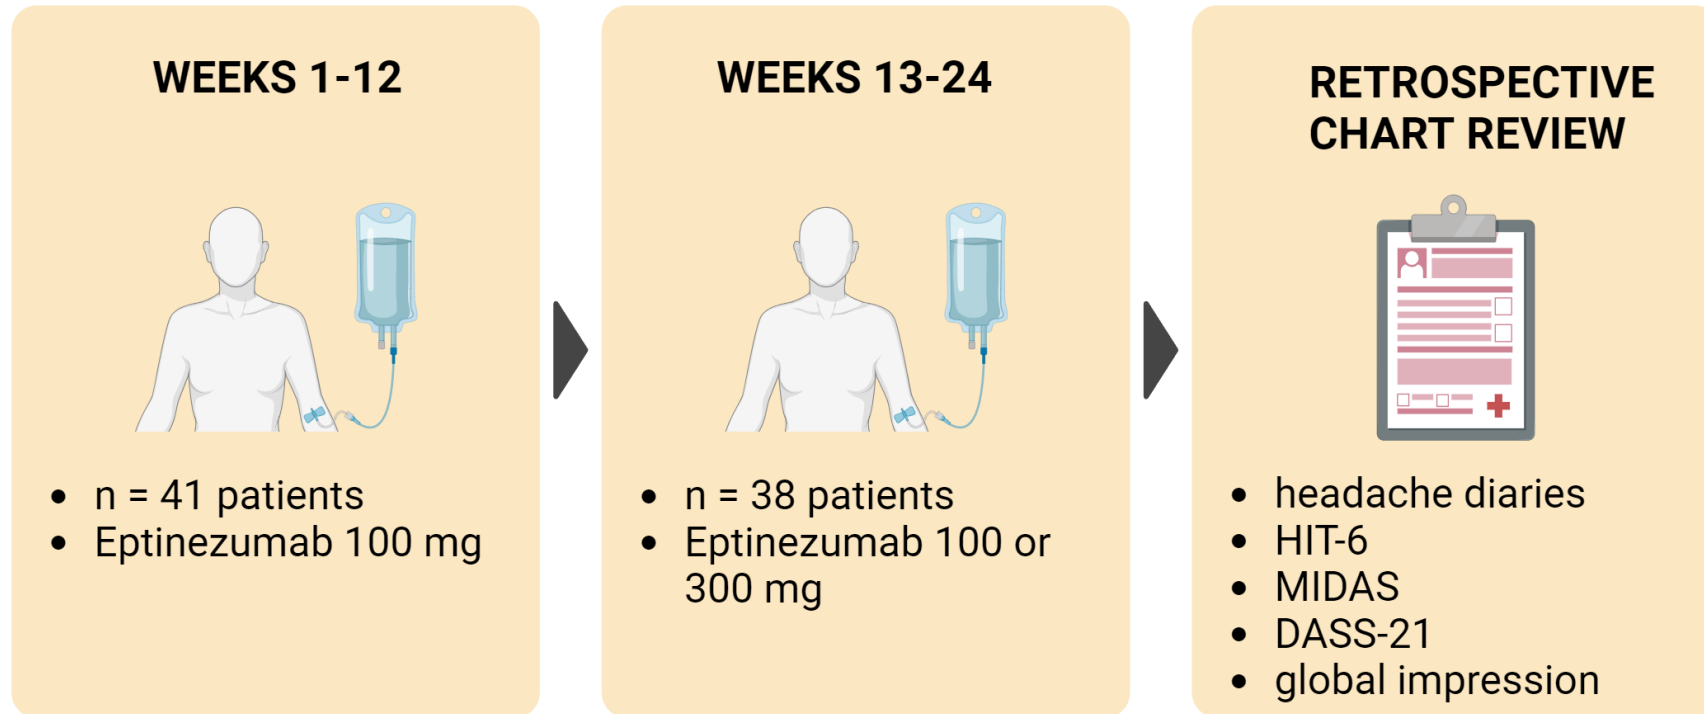 WEEKS 1-12
• n = 41 patients
• Eptinezumab 100 mg
WEEKS 13-24
• n = 38 patients
• Eptinezumab 100 or
300 mg
RETROSPECTIVE
CHART REVIEW
• headache diaries
• HIT-6
• MIDAS
• DASS-21
• global impression